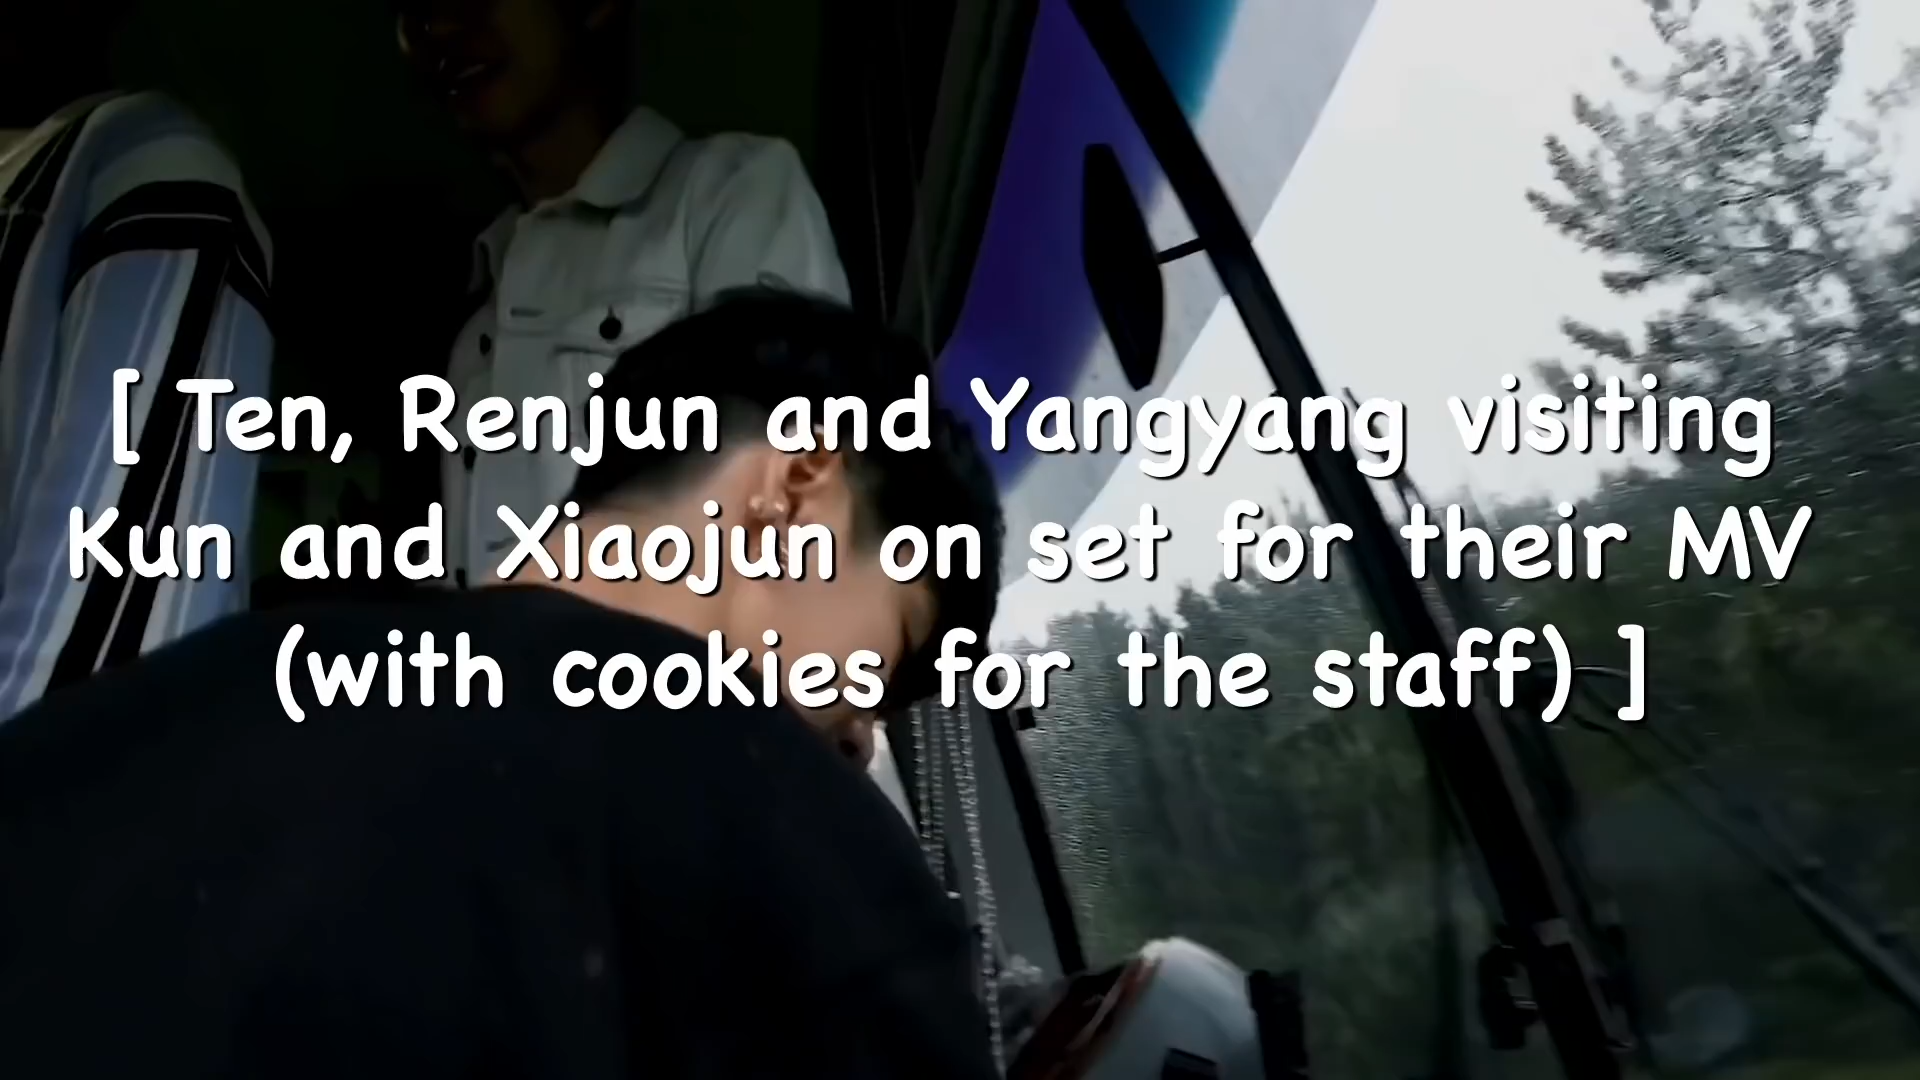 [ Ten, Renjun and Yangyang visiting
Kun and Xiaojun on set for their MV
(with cookies for the staff) ]